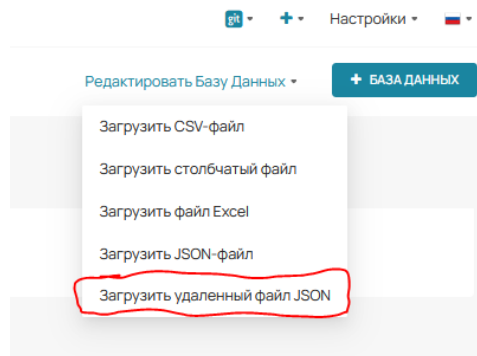 git
Настройки
Редактировать Базу Данных
+ БАЗА ДАННЫХ
Загрузить CSV-файл
Загрузить столбчатый файл
Загрузить файл Excel
Загрузить JSON-файл
Загрузить удаленный файл JSON